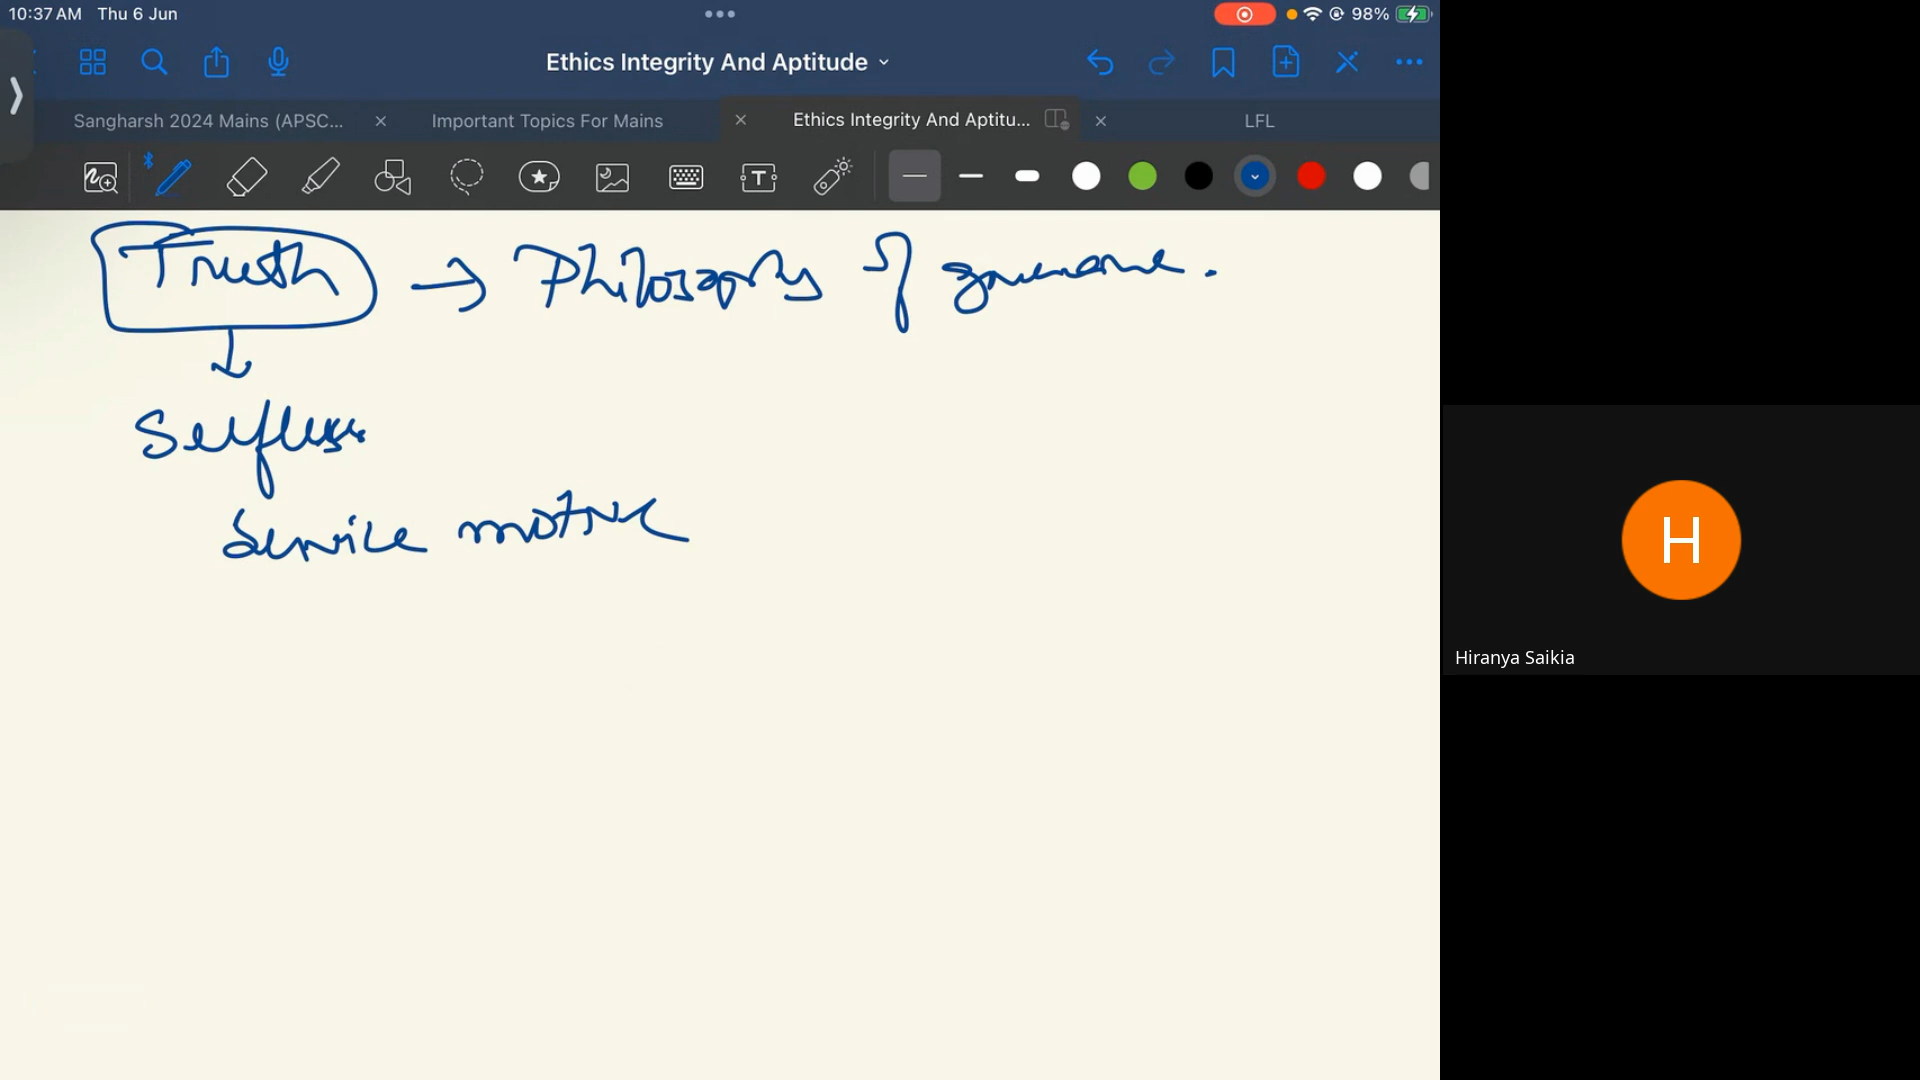 10:37 AM Thu 6 Jun
98%
Ethics Integrity And Aptitude
Sangharsh 2024 Mains (APSC...
Important Topics For Mains
Ethics Integrity And Aptitu...
LFL
T
Truth → Philosophy of governance.
Selfless
Service motive
H
Hiranya Saikia